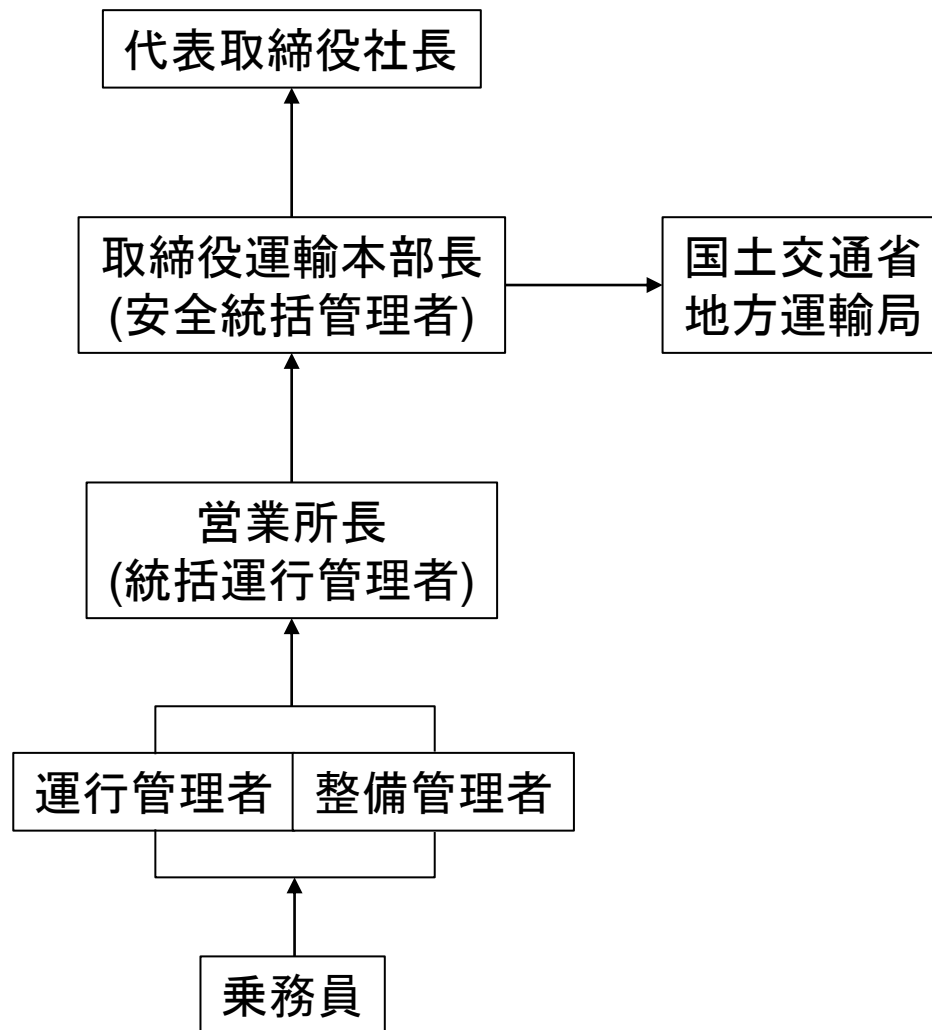 代表取締役社長
取締役運輸本部長
(安全統括管理者)
国土交通省
地方運輸局
営業所長
(統括運行管理者)
運行管理者
整備管理者
乗務員